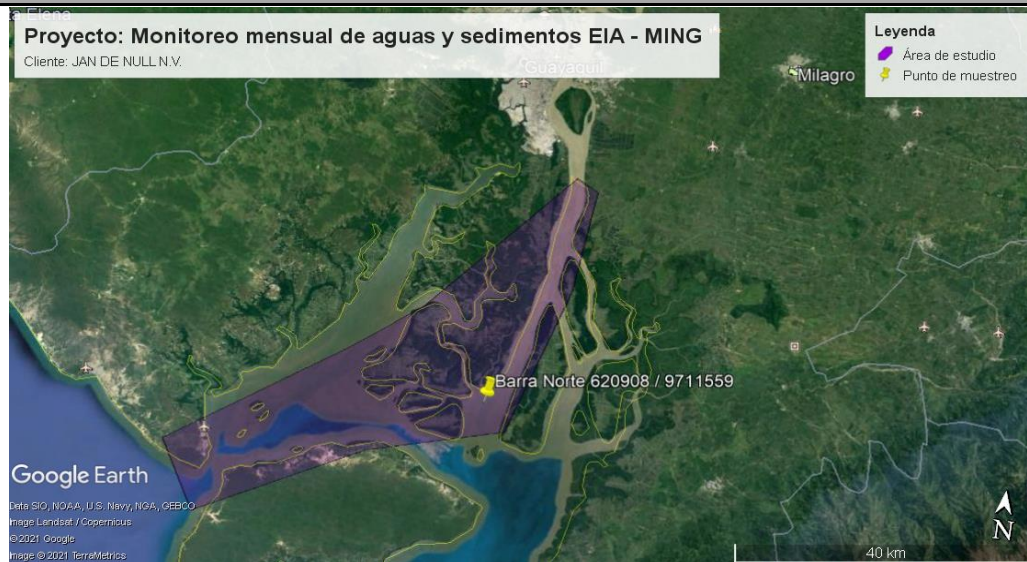 ta Elena
Proyecto: Monitoreo mensual de aguas y sedimentos EIA - MING
Cliente: JAN DE NULL N.V.
Guayaquil
Leyenda
Área de estudio
Punto de muestreo
Milagro
Barra Norte 620908 / 9711559
Google Earth
Data SIO, NOAA, U.S. Navy, NGA, GEBCO
Image Landsat / Copernicus
©2021 Google
Image © 2021 TerraMetrics
40 km
N